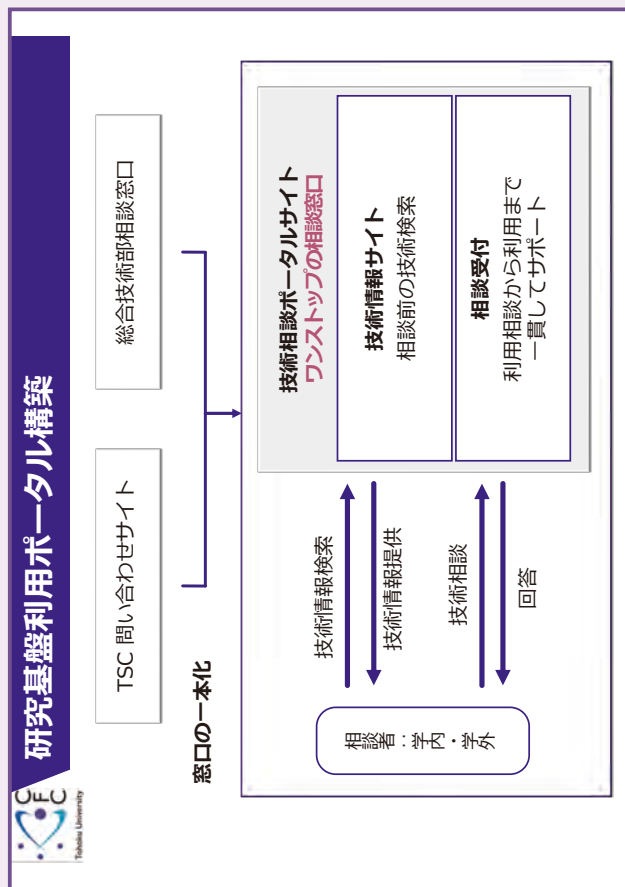 研究基盤利用ポータル構築
CFC
Tohoku University
TSC 問い合わせサイト
総合技術部相談窓口
窓口の一本化
技術相談ポータルサイト
ワンストップの相談窓口
技術情報サイト
相談前の技術検索
相談受付
利用相談から利用まで
一貫してサポート
技術情報検索
技術情報提供
技術相談
回答
相談者:学内・学外